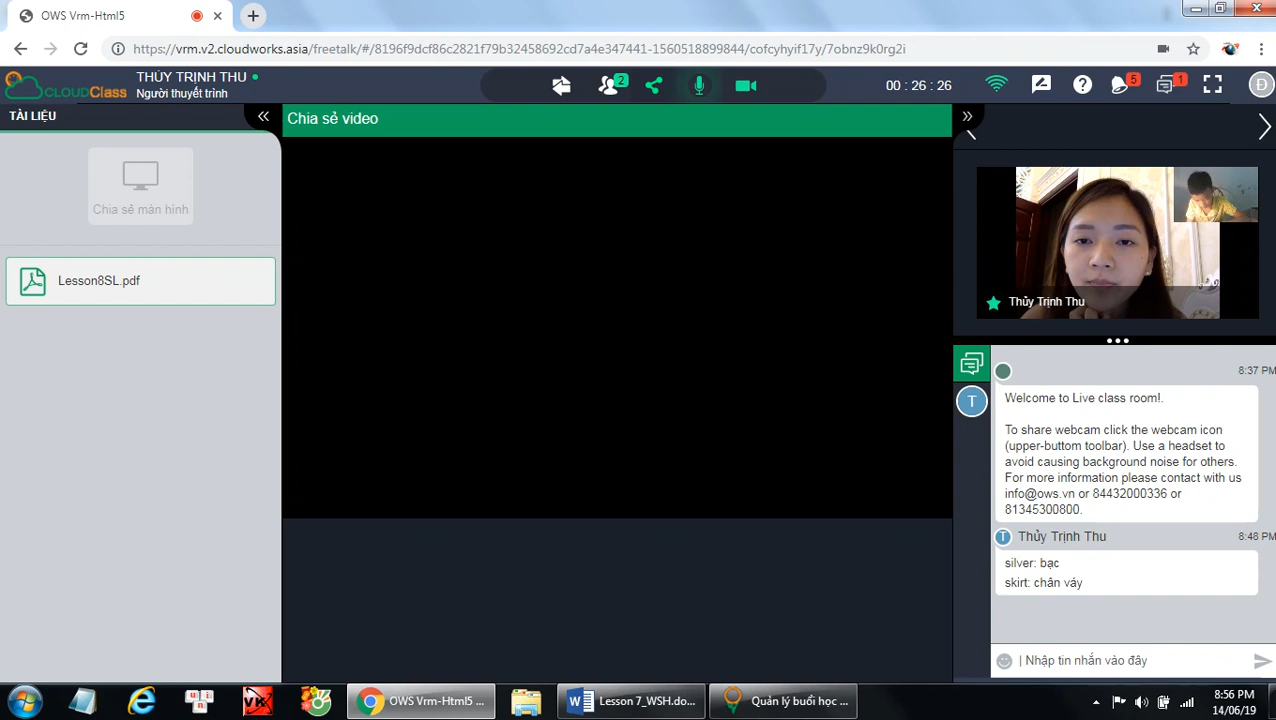 OWS Vrm-Html5
https://vrm.v2.cloudworks.asia/freetalk/#/8196f9dcf86c2821f79b32458692cd7a4e347441-1560518899844/cofcyhyif17y/7obnz9k0rg2i
CLOUDClass
THỦY TRỊNH THU
Người thuyết trình
2
00 : 26 : 26
5
1
Đ
TÀI LIỆU
Chia sẻ màn hình
Lesson8SL.pdf
Chia sẻ video
Thủy Trịnh Thu
8:37 PM
T
Welcome to Live class room!.
To share webcam click the webcam icon
(upper-buttom toolbar). Use a headset to
avoid causing background noise for others.
For more information please contact with us
info@ows.vn or 84432000336 or
81345300800.
T Thủy Trịnh Thu 8:48 PM
silver: bạc
skirt: chân váy
Nhập tin nhắn vào đây
OWS Vrm-Html5 ...
Lesson 7_WSH.do...
Quản lý buổi học ...
8:56 PM
14/06/19